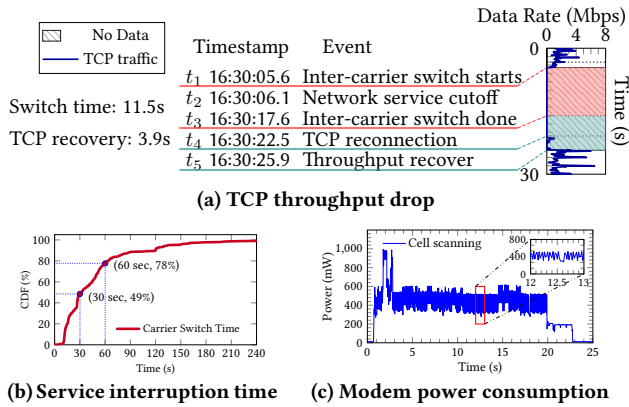 No Data
TCP traffic
Switch time: 11.5s
TCP recovery: 3.9s
Timestamp Event
t1 16:30:05.6 Inter-carrier switch starts
t2 16:30:06.1 Network service cutoff
t3 16:30:17.6 Inter-carrier switch done
t4 16:30:22.5 TCP reconnection
t5 16:30:25.9 Throughput recover
Data Rate (Mbps)
0 4 8
0
30
Time (s)
(a) TCP throughput drop
CDF (%)
100
80
60
40
20
0
(60 sec, 78%)
(30 sec, 49%)
Carrier Switch Time
0 30 60 90 120 150 180 210 240
Time (s)
(b) Service interruption time
Power (mW)
1,000
800
600
400
200
0
Cell scanning
800
400
0
12 12.5 13
0 5 10 15 20 25
Time (s)
(c) Modem power consumption